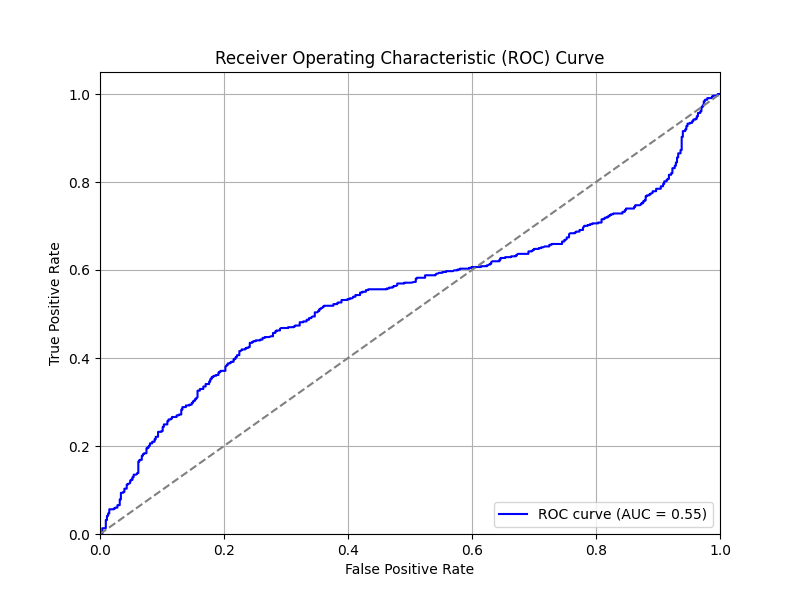 Receiver Operating Characteristic (ROC) Curve
1.0
0.8
0.6
0.4
0.2
0.0
True Positive Rate
ROC curve (AUC = 0.55)
0.0 0.2 0.4 0.6 0.8 1.0
False Positive Rate